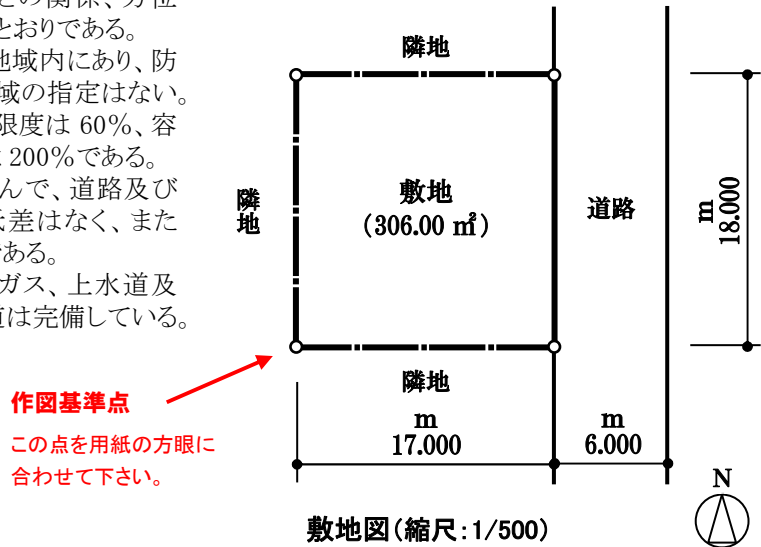 との関係、方位
とおりである。
地域内にあり、防
域の指定はない。
限度は 60％、容
200％である。
んで、道路及び
差はなく、また
である。
ガス、上水道及
道は完備している。
隣地
隣地
敷地
(306.00 ㎡)
道路
m
18.000
作図基準点
この点を用紙の方眼に
合わせて下さい。
隣地
m
17.000
m
6.000
N
敷地図(縮尺:1/500)